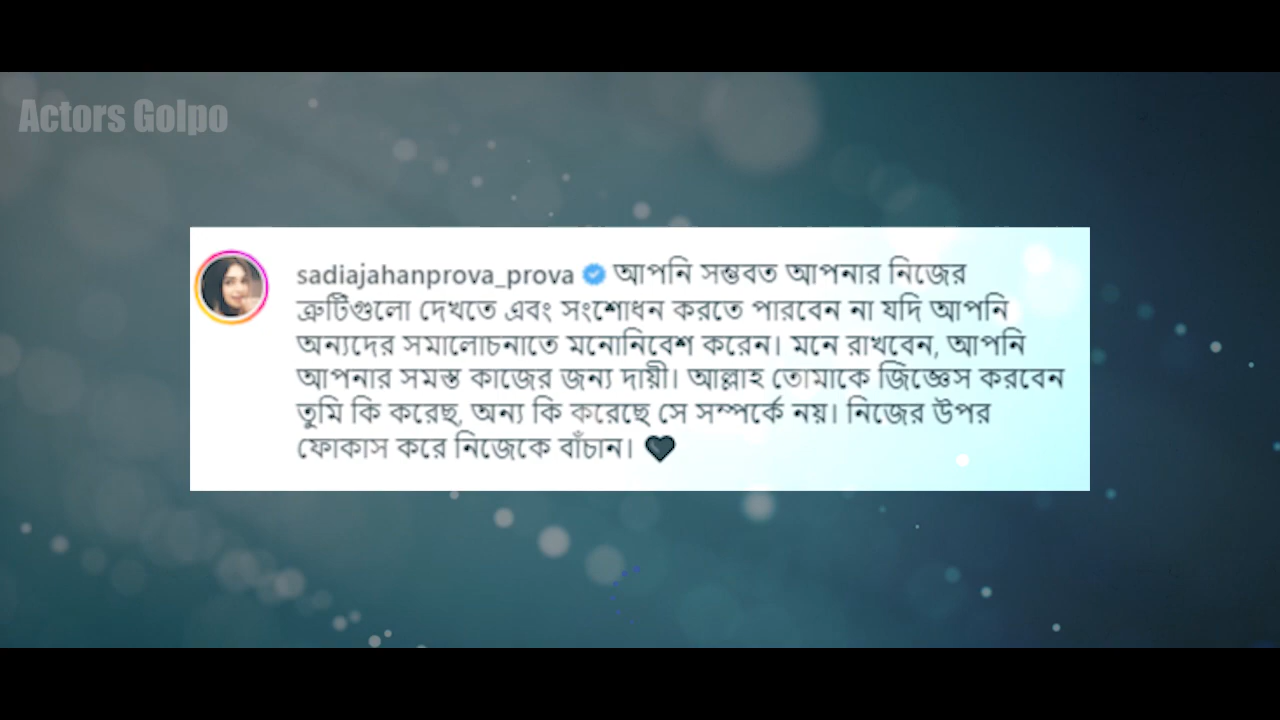 Actors Golpo
sadiajahanprova_prova আপনি সম্ভবত আপনার নিজের
ত্রুটিগুলো দেখতে এবং সংশোধন করতে পারবেন না যদি আপনি
অন্যদের সমালোচনাতে মনোনিবেশ করেন। মনে রাখবেন, আপনি
আপনার সমস্ত কাজের জন্য দায়ী। আল্লাহ তোমাকে জিজ্ঞেস করবেন
তুমি কি করেছ, অন্য কি করেছে সে সম্পর্কে নয়। নিজের উপর
ফোকাস করে নিজেকে বাঁচান। 🖤